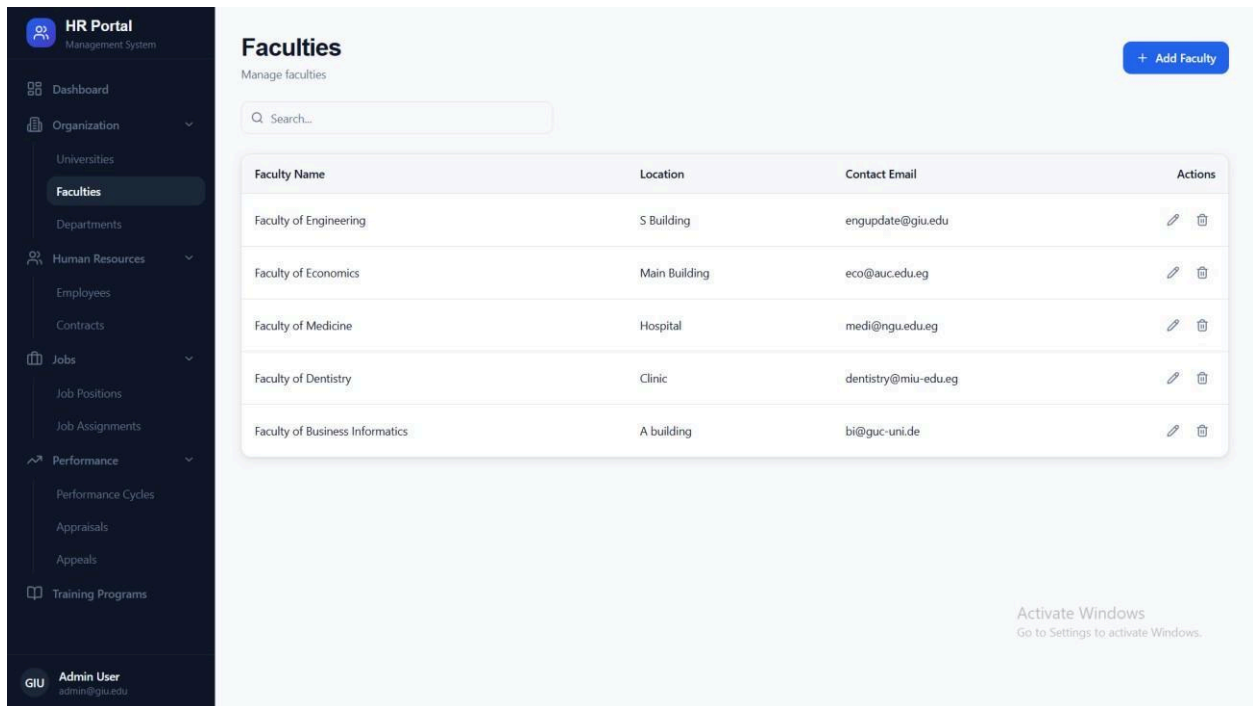 HR Portal
Management System
Dashboard
Organization
Universities
Faculties
Departments
Human Resources
Employees
Contracts
Jobs
Job Positions
Job Assignments
Performance
Performance Cycles
Appraisals
Appeals
Training Programs
GIU Admin User
admin@giu.edu
Faculties
Manage faculties
+ Add Faculty
Search...
Faculty Name Location Contact Email Actions
Faculty of Engineering S Building engupdate@giu.edu
Faculty of Economics Main Building eco@auc.edu.eg
Faculty of Medicine Hospital medi@ngu.edu.eg
Faculty of Dentistry Clinic dentistry@miu-edu.eg
Faculty of Business Informatics A building bi@guc-uni.de
Activate Windows
Go to Settings to activate Windows.